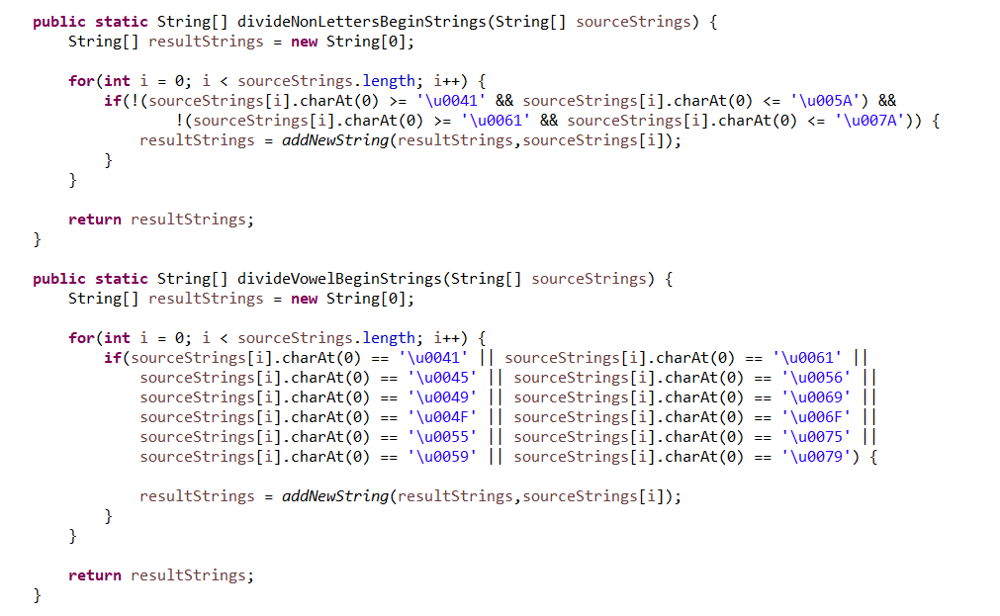 public static String[] divideNonLettersBeginStrings(String[] sourceStrings) {
    String[] resultStrings = new String[0];

    for(int i = 0; i < sourceStrings.length; i++) {
        if(!(sourceStrings[i].charAt(0) >= '\u0041' && sourceStrings[i].charAt(0) <= '\u005A') &&
                !(sourceStrings[i].charAt(0) >= '\u0061' && sourceStrings[i].charAt(0) <= '\u007A')) {
            resultStrings = addNewString(resultStrings,sourceStrings[i]);
        }
    }

    return resultStrings;
}

public static String[] divideVowelBeginStrings(String[] sourceStrings) {
    String[] resultStrings = new String[0];

    for(int i = 0; i < sourceStrings.length; i++) {
        if(sourceStrings[i].charAt(0) == '\u0041' || sourceStrings[i].charAt(0) == '\u0061' ||
            sourceStrings[i].charAt(0) == '\u0045' || sourceStrings[i].charAt(0) == '\u0056' ||
            sourceStrings[i].charAt(0) == '\u0049' || sourceStrings[i].charAt(0) == '\u0069' ||
            sourceStrings[i].charAt(0) == '\u004F' || sourceStrings[i].charAt(0) == '\u006F' ||
            sourceStrings[i].charAt(0) == '\u0055' || sourceStrings[i].charAt(0) == '\u0075' ||
            sourceStrings[i].charAt(0) == '\u0059' || sourceStrings[i].charAt(0) == '\u0079') {

            resultStrings = addNewString(resultStrings,sourceStrings[i]);
        }
    }

    return resultStrings;
}